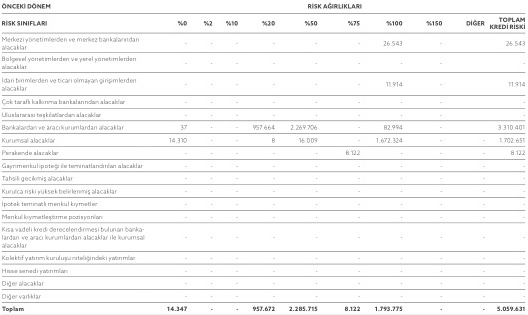 ÖNCEKİ DÖNEM RİSK AĞIRLIKLARI
RİSK SINIFLARI %0 %2 %10 %20 %50 %75 %100 %150 DİĞER TOPLAM KREDİ RİSKİ
Merkezi yönetimlerden ve merkez bankalarından alacaklar - - - - - - 26.543 - 26.543
Bölgesel yönetimlerden ve yerel yönetimlerden alacaklar - - - - - - - - -
İdari birimlerden ve ticari olmayan girişimlerden alacaklar - - - - - - 11.914 - 11.914
Çok taraflı kalkınma bankalarından alacaklar - - - - - - - -
Uluslararası teşkilatlardan alacaklar - - - - - - - -
Bankalardan ve aracı kurumlardan alacaklar 37 - - 957.664 2.269.706 - 82.994 - - 3.310.401
Kurumsal alacaklar 14.310 - - 8 16.009 - 1.672.324 - - 1.702.651
Perakende alacaklar - - - - - 8.122 - - - 8.122
Gayrimenkul ipoteği ile teminatlandırılan alacaklar - - - - - - - - - -
Tahsili gecikmiş alacaklar - - - - - - - - - -
Kurulca riski yüksek belirlenmiş alacaklar - - - - - - - - - -
İpotek teminatlı menkul kıymetler - - - - - - - - - -
Menkul kıymetleştirme pozisyonları - - - - - - - - - -
Kısa vadeli kredi derecelendirmesi bulunan banka-
lardan ve aracı kurumlardan alacaklar ile kurumsal
alacaklar - - - - - - - - - -
Kolektif yatırım kuruluşu niteliğindeki yatırımlar - - - - - - - - - -
Hisse senedi yatırımları - - - - - - - - - -
Diğer alacaklar - - - - - - - - - -
Diğer varlıklar - - - - - - - - - -
Toplam 14.347 - - 957.672 2.285.715 8.122 1.793.775 - - 5.059.631